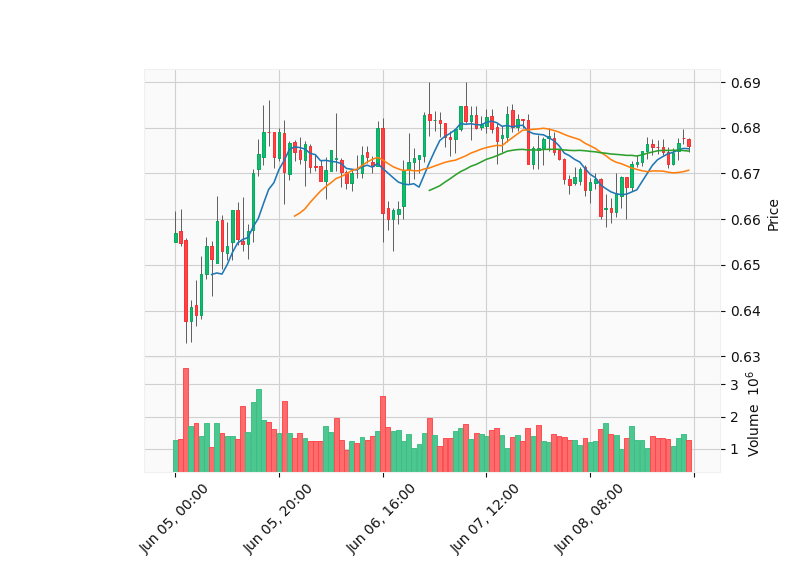 0.69
0.68
0.67
0.66
0.65
0.64
0.63
Price
3
2
1
Volume 10^6
Jun 05, 00:00
Jun 05, 20:00
Jun 06, 16:00
Jun 07, 12:00
Jun 08, 08:00